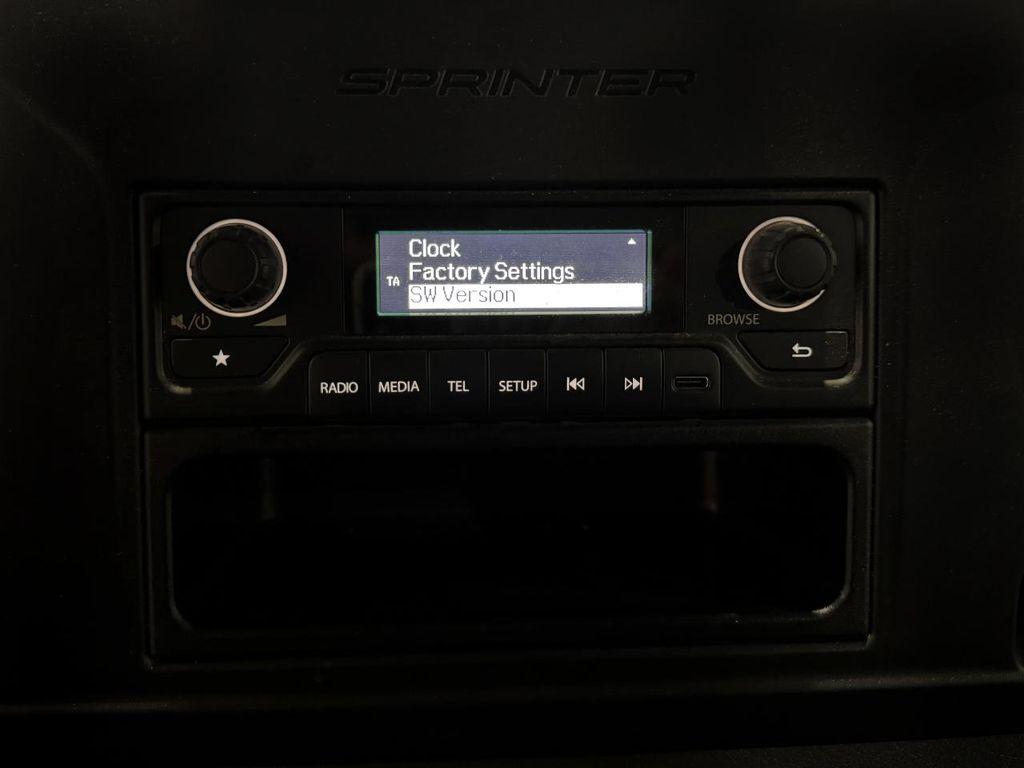 SPRINTER
Clock
Factory Settings
TA
SW Version
BROWSE
RADIO
MEDIA
TEL
SETUP